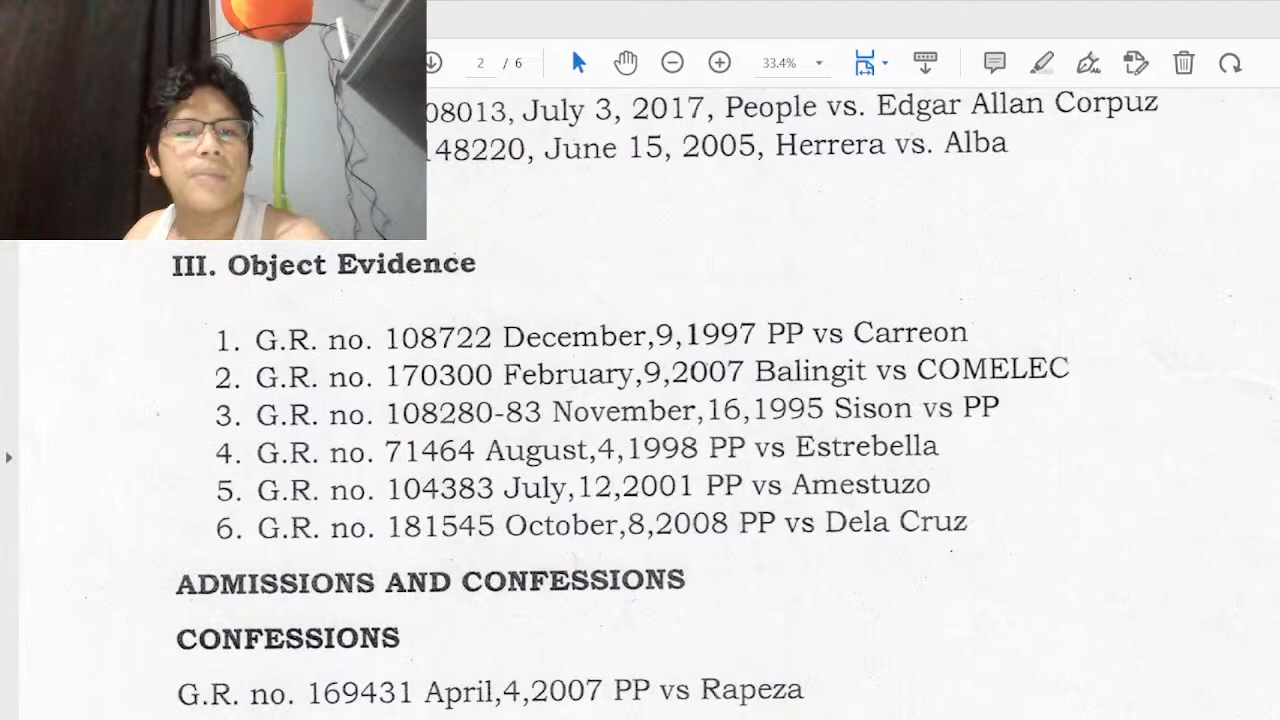 2 / 6
33.4%
08013, July 3, 2017, People vs. Edgar Allan Corpuz
148220, June 15, 2005, Herrera vs. Alba
III. Object Evidence
1. G.R. no. 108722 December,9,1997 PP vs Carreon
2. G.R. no. 170300 February,9,2007 Balingit vs COMELEC
3. G.R. no. 108280-83 November,16,1995 Sison vs PP
4. G.R. no. 71464 August,4,1998 PP vs Estrebella
5. G.R. no. 104383 July,12,2001 PP vs Amestuzo
6. G.R. no. 181545 October,8,2008 PP vs Dela Cruz
ADMISSIONS AND CONFESSIONS
CONFESSIONS
G.R. no. 169431 April,4,2007 PP vs Rapeza